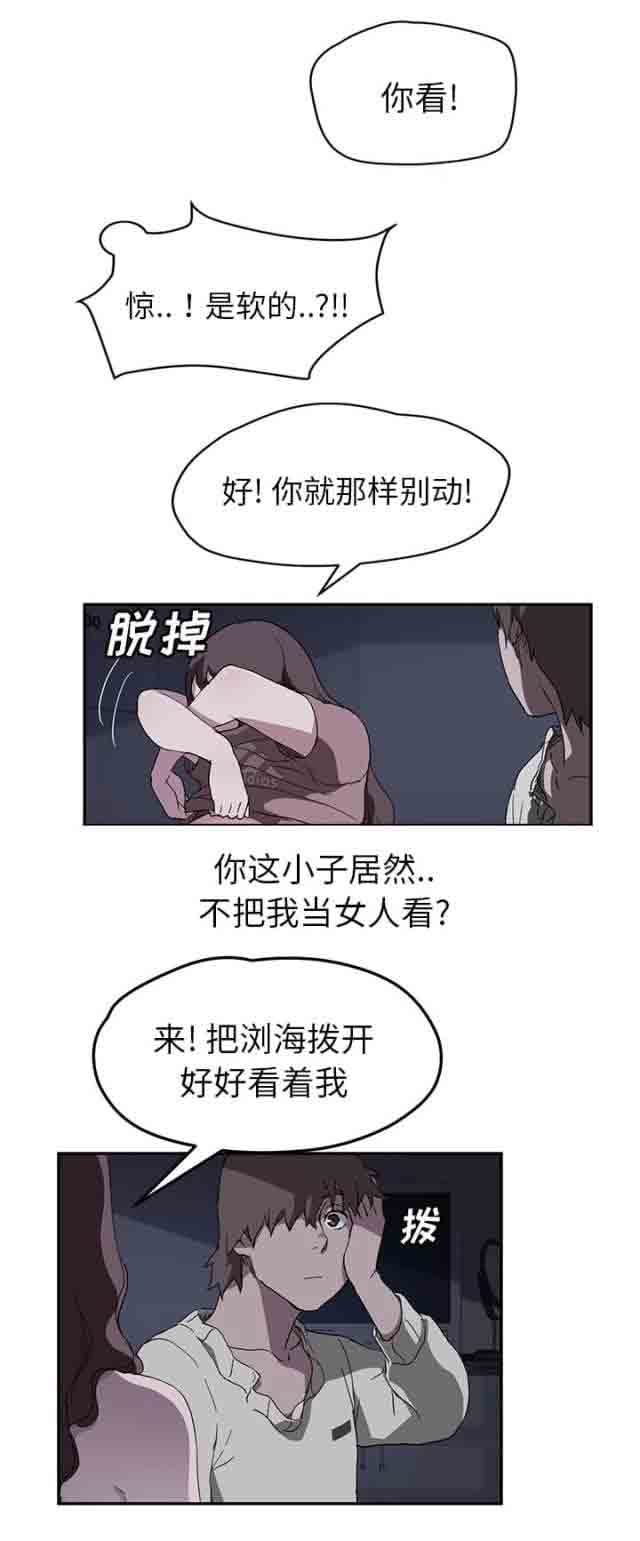 你看!
惊..！是软的..?!!
好! 你就那样别动!
脱掉
你这小子居然..
不把我当女人看?
来! 把浏海拨开
好好看着我
拨